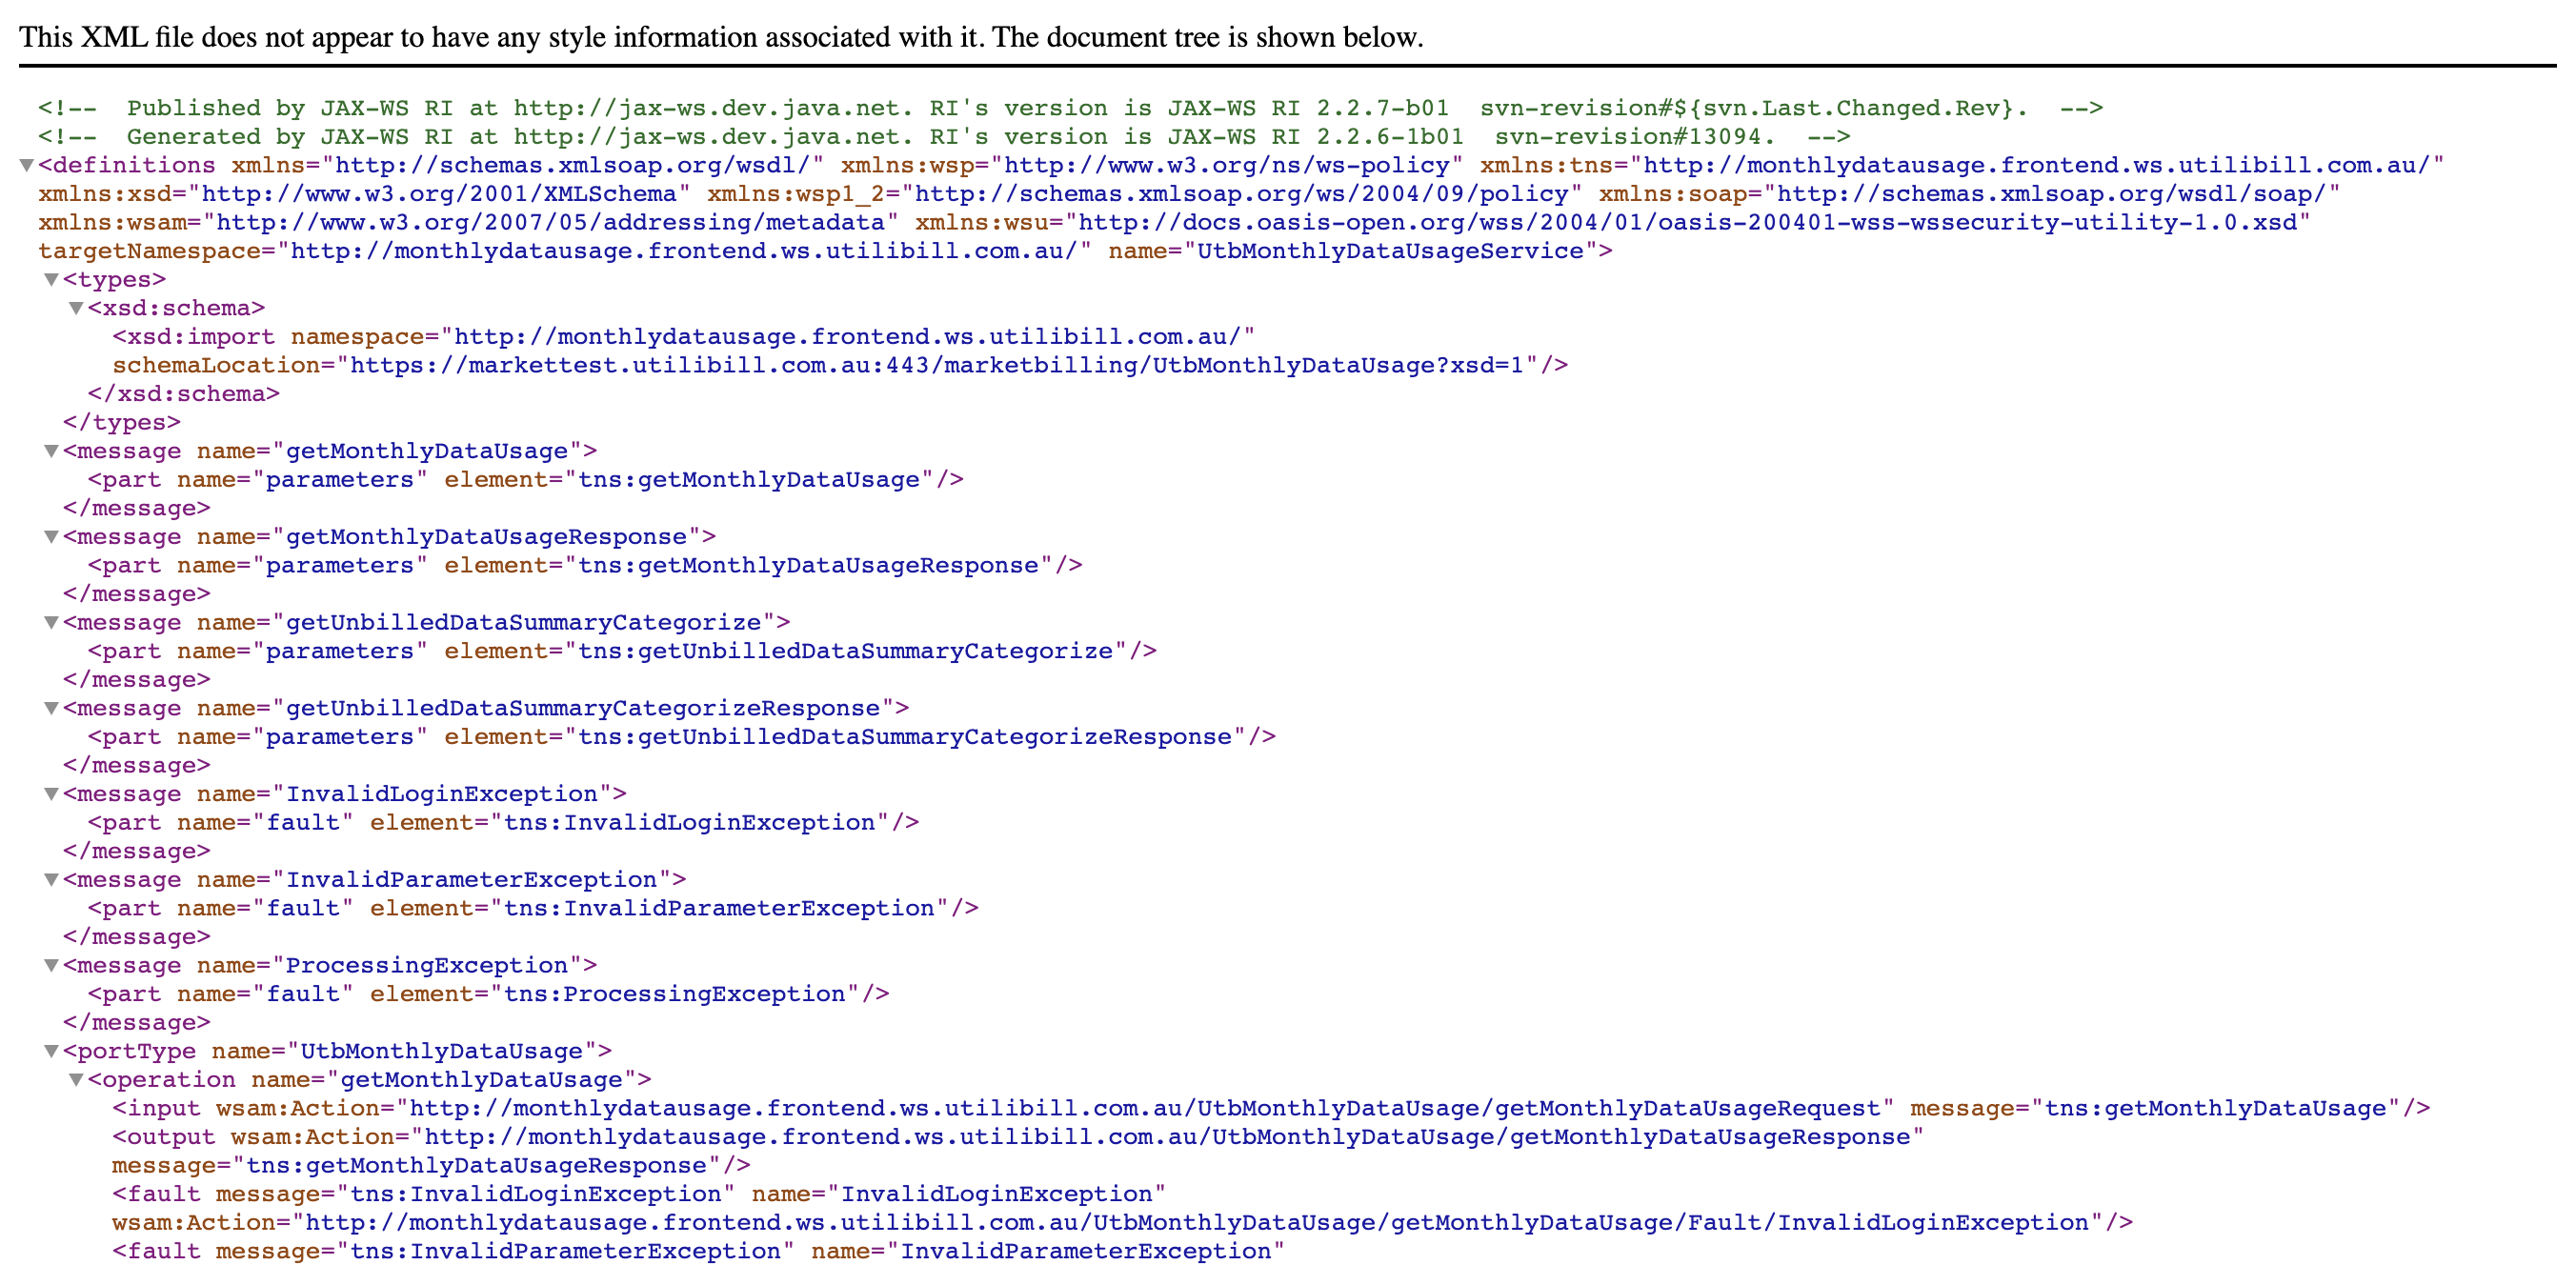 This XML file does not appear to have any style information associated with it. The document tree is shown below.
<!--  Published by JAX-WS RI at http://jax-ws.dev.java.net. RI's version is JAX-WS RI 2.2.7-b01  svn-revision#${svn.Last.Changed.Rev}.  -->
<!--  Generated by JAX-WS RI at http://jax-ws.dev.java.net. RI's version is JAX-WS RI 2.2.6-1b01  svn-revision#13094.  -->
▼<definitions xmlns="http://schemas.xmlsoap.org/wsdl/" xmlns:wsp="http://www.w3.org/ns/ws-policy" xmlns:tns="http://monthlydatausage.frontend.ws.utilibill.com.au/"
xmlns:xsd="http://www.w3.org/2001/XMLSchema" xmlns:wsp1_2="http://schemas.xmlsoap.org/ws/2004/09/policy" xmlns:soap="http://schemas.xmlsoap.org/wsdl/soap/"
xmlns:wsam="http://www.w3.org/2007/05/addressing/metadata" xmlns:wsu="http://docs.oasis-open.org/wss/2004/01/oasis-200401-wss-wssecurity-utility-1.0.xsd"
targetNamespace="http://monthlydatausage.frontend.ws.utilibill.com.au/" name="UtbMonthlyDataUsageService">
▼<types>
▼<xsd:schema>
<xsd:import namespace="http://monthlydatausage.frontend.ws.utilibill.com.au/"
schemaLocation="https://markettest.utilibill.com.au:443/marketbilling/UtbMonthlyDataUsage?xsd=1"/>
</xsd:schema>
</types>
▼<message name="getMonthlyDataUsage">
<part name="parameters" element="tns:getMonthlyDataUsage"/>
</message>
▼<message name="getMonthlyDataUsageResponse">
<part name="parameters" element="tns:getMonthlyDataUsageResponse"/>
</message>
▼<message name="getUnbilledDataSummaryCategorize">
<part name="parameters" element="tns:getUnbilledDataSummaryCategorize"/>
</message>
▼<message name="getUnbilledDataSummaryCategorizeResponse">
<part name="parameters" element="tns:getUnbilledDataSummaryCategorizeResponse"/>
</message>
▼<message name="InvalidLoginException">
<part name="fault" element="tns:InvalidLoginException"/>
</message>
▼<message name="InvalidParameterException">
<part name="fault" element="tns:InvalidParameterException"/>
</message>
▼<message name="ProcessingException">
<part name="fault" element="tns:ProcessingException"/>
</message>
▼<portType name="UtbMonthlyDataUsage">
▼<operation name="getMonthlyDataUsage">
<input wsam:Action="http://monthlydatausage.frontend.ws.utilibill.com.au/UtbMonthlyDataUsage/getMonthlyDataUsageRequest" message="tns:getMonthlyDataUsage"/>
<output wsam:Action="http://monthlydatausage.frontend.ws.utilibill.com.au/UtbMonthlyDataUsage/getMonthlyDataUsageResponse"
message="tns:getMonthlyDataUsageResponse"/>
<fault message="tns:InvalidLoginException" name="InvalidLoginException"
wsam:Action="http://monthlydatausage.frontend.ws.utilibill.com.au/UtbMonthlyDataUsage/getMonthlyDataUsage/Fault/InvalidLoginException"/>
<fault message="tns:InvalidParameterException" name="InvalidParameterException"